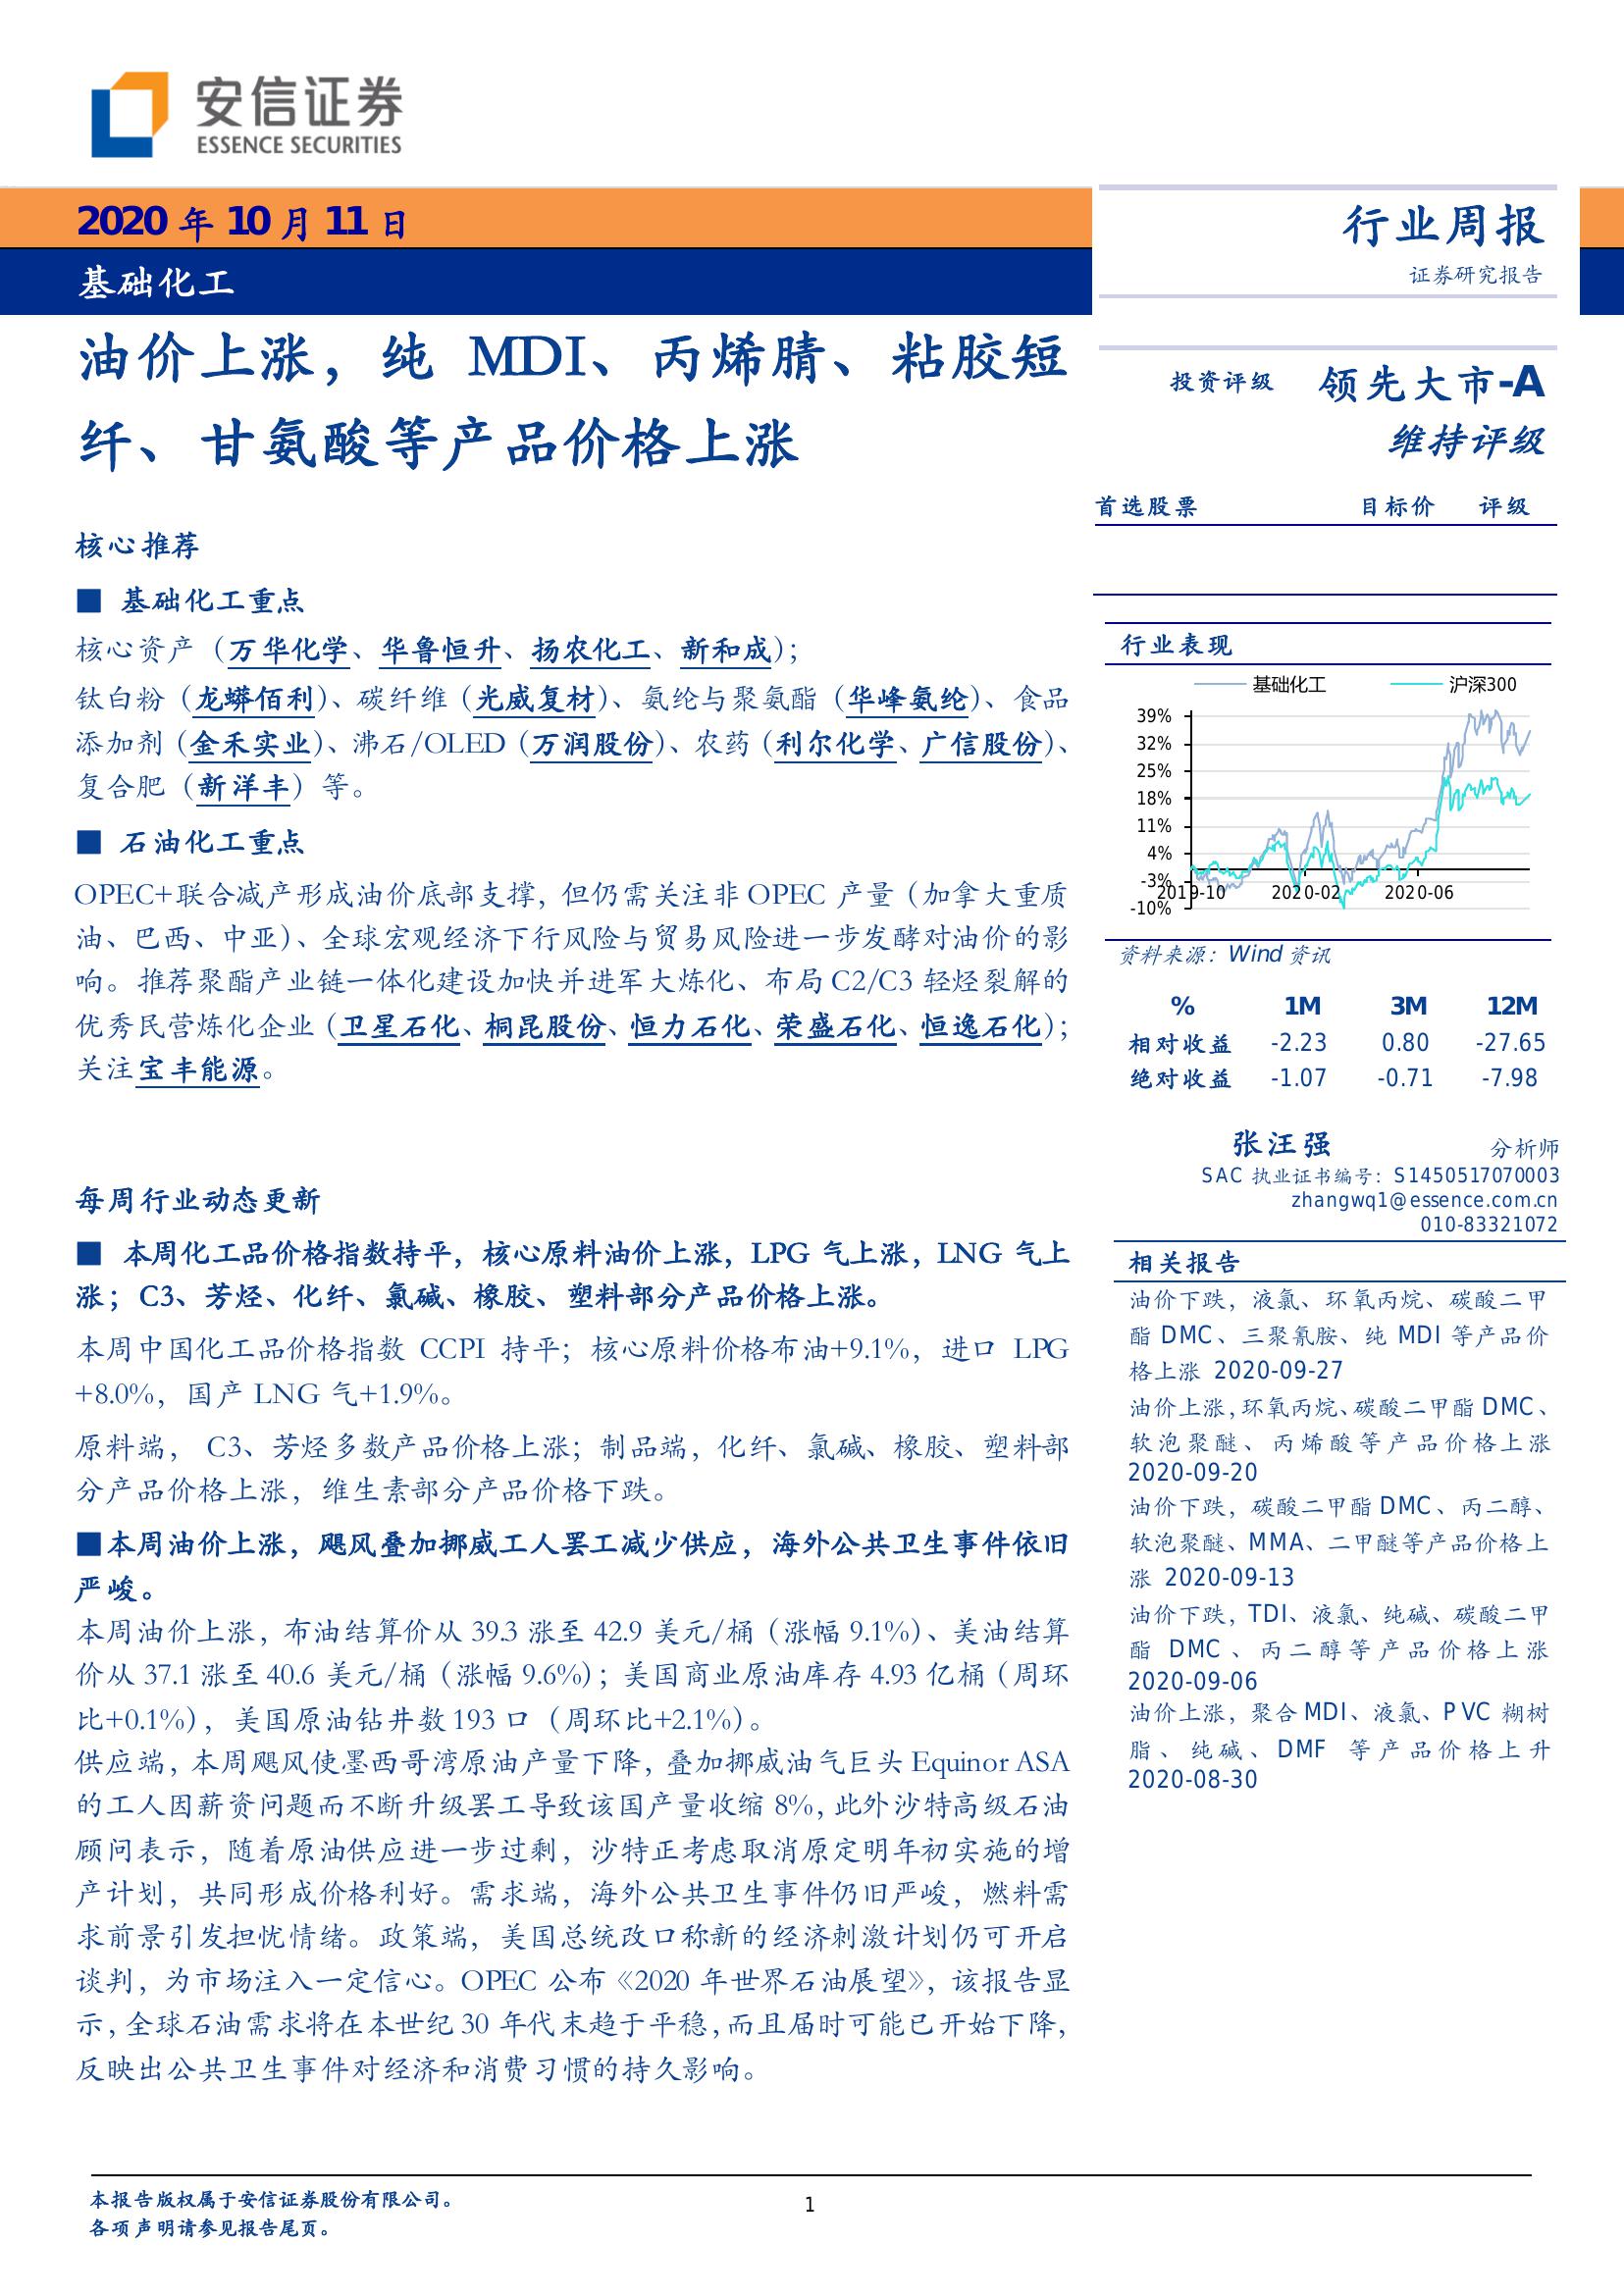 安信证券
ESSENCE SECURITIES
2020 年 10 月 11 日
基础化工
行业周报
证券研究报告
油价上涨，纯 MDI、丙烯腈、粘胶短
纤、甘氨酸等产品价格上涨
核心推荐
■ 基础化工重点
核心资产（万华化学、华鲁恒升、扬农化工、新和成）；
钛白粉（龙蟒佰利）、碳纤维（光威复材）、氨纶与聚氨酯（华峰氨纶）、食品
添加剂（金禾实业）、沸石/OLED（万润股份）、农药（利尔化学、广信股份）、
复合肥（新洋丰）等。
■ 石油化工重点
OPEC+联合减产形成油价底部支撑，但仍需关注非 OPEC 产量（加拿大重质
油、巴西、中亚）、全球宏观经济下行风险与贸易风险进一步发酵对油价的影
响。推荐聚酯产业链一体化建设加快并进军大炼化、布局 C2/C3 轻烃裂解的
优秀民营炼化企业（卫星石化、桐昆股份、恒力石化、荣盛石化、恒逸石化）；
关注宝丰能源。
每周行业动态更新
■ 本周化工品价格指数持平，核心原料油价上涨，LPG 气上涨，LNG 气上
涨；C3、芳烃、化纤、氯碱、橡胶、塑料部分产品价格上涨。
本周中国化工品价格指数 CCPI 持平；核心原料价格布油+9.1%，进口 LPG
+8.0%，国产 LNG 气+1.9%。
原料端， C3、芳烃多数产品价格上涨；制品端，化纤、氯碱、橡胶、塑料部
分产品价格上涨，维生素部分产品价格下跌。
■本周油价上涨，飓风叠加挪威工人罢工减少供应，海外公共卫生事件依旧
严峻。
本周油价上涨，布油结算价从 39.3 涨至 42.9 美元/桶（涨幅 9.1%）、美油结算
价从 37.1 涨至 40.6 美元/桶（涨幅 9.6%）；美国商业原油库存 4.93 亿桶（周环
比+0.1%），美国原油钻井数 193 口（周环比+2.1%）。
供应端，本周飓风使墨西哥湾原油产量下降，叠加挪威油气巨头 Equinor ASA
的工人因薪资问题而不断升级罢工导致该国产量收缩 8%，此外沙特高级石油
顾问表示，随着原油供应进一步过剩，沙特正考虑取消原定明年初实施的增
产计划，共同形成价格利好。需求端，海外公共卫生事件仍旧严峻，燃料需
求前景引发担忧情绪。政策端，美国总统改口称新的经济刺激计划仍可开启
谈判，为市场注入一定信心。OPEC 公布《2020 年世界石油展望》，该报告显
示，全球石油需求将在本世纪 30 年代末趋于平稳，而且届时可能已开始下降，
反映出公共卫生事件对经济和消费习惯的持久影响。
投资评级 领先大市-A
维持评级
首选股票 目标价 评级
行业表现
基础化工 沪深300
39%
32%
25%
18%
11%
4%
-3%
-10%
2019-10 2020-02 2020-06
资料来源：Wind 资讯
% 1M 3M 12M
相对收益 -2.23 0.80 -27.65
绝对收益 -1.07 -0.71 -7.98
张汪强 分析师
SAC 执业证书编号：S1450517070003
zhangwq1@essence.com.cn
010-83321072
相关报告
油价下跌，液氯、环氧丙烷、碳酸二甲
酯 DMC、三聚氰胺、纯 MDI 等产品价
格上涨 2020-09-27
油价上涨，环氧丙烷、碳酸二甲酯 DMC、
软泡聚醚、丙烯酸等产品价格上涨
2020-09-20
油价下跌，碳酸二甲酯 DMC、丙二醇、
软泡聚醚、MMA、二甲醚等产品价格上
涨 2020-09-13
油价下跌，TDI、液氯、纯碱、碳酸二甲
酯 DMC、丙二醇等产品价格上涨
2020-09-06
油价上涨，聚合 MDI、液氯、PVC 糊树
脂、纯碱、DMF 等产品价格上升
2020-08-30
本报告版权属于安信证券股份有限公司。
各项声明请参见报告尾页。
1